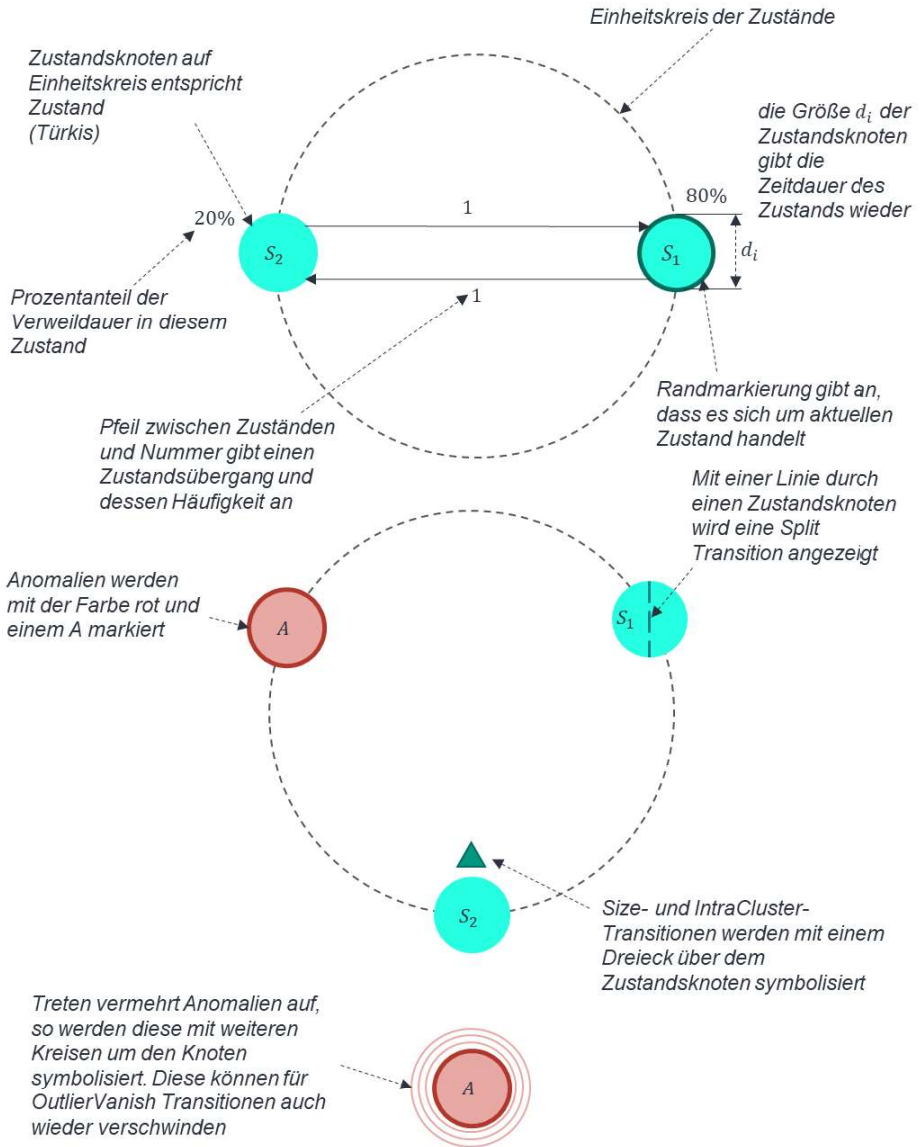 Einheitskreis der Zustände
Zustandsknoten auf
Einheitskreis entspricht
Zustand
(Türkis)
die Größe d_i der
Zustandsknoten
gibt die
Zeitdauer des
Zustands wieder
20%
1
80%
S_2
S_1
d_i
1
Prozentanteil der
Verweildauer in diesem
Zustand
Randmarkierung gibt an,
dass es sich um aktuellen
Zustand handelt
Pfeil zwischen Zuständen
und Nummer gibt einen
Zustandsübergang und
dessen Häufigkeit an
Mit einer Linie durch
einen Zustandsknoten
wird eine Split
Transition angezeigt
Anomalien werden
mit der Farbe rot und
einem A markiert
A
S_1
S_2
Size- und IntraCluster-
Transitionen werden mit einem
Dreieck über dem
Zustandsknoten symbolisiert
Treten vermehrt Anomalien auf,
so werden diese mit weiteren
Kreisen um den Knoten
symbolisiert. Diese können für
OutlierVanish Transitionen auch
wieder verschwinden
A